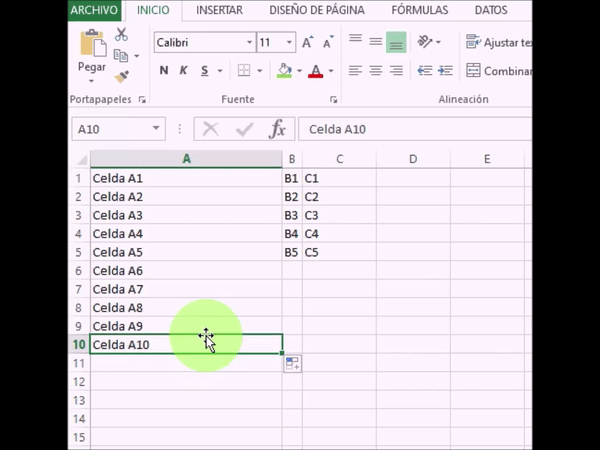 ARCHIVO INICIO INSERTAR DISEÑO DE PÁGINA FÓRMULAS DATOS
Calibri 11 A A Ajustar te
Pegar N K S A Combinar
Portapapeles Fuente Alineación
A10 fx Celda A10
A B C D E
1 Celda A1 B1 C1
2 Celda A2 B2 C2
3 Celda A3 B3 C3
4 Celda A4 B4 C4
5 Celda A5 B5 C5
6 Celda A6
7 Celda A7
8 Celda A8
9 Celda A9
10 Celda A10
11
12
13
14
15